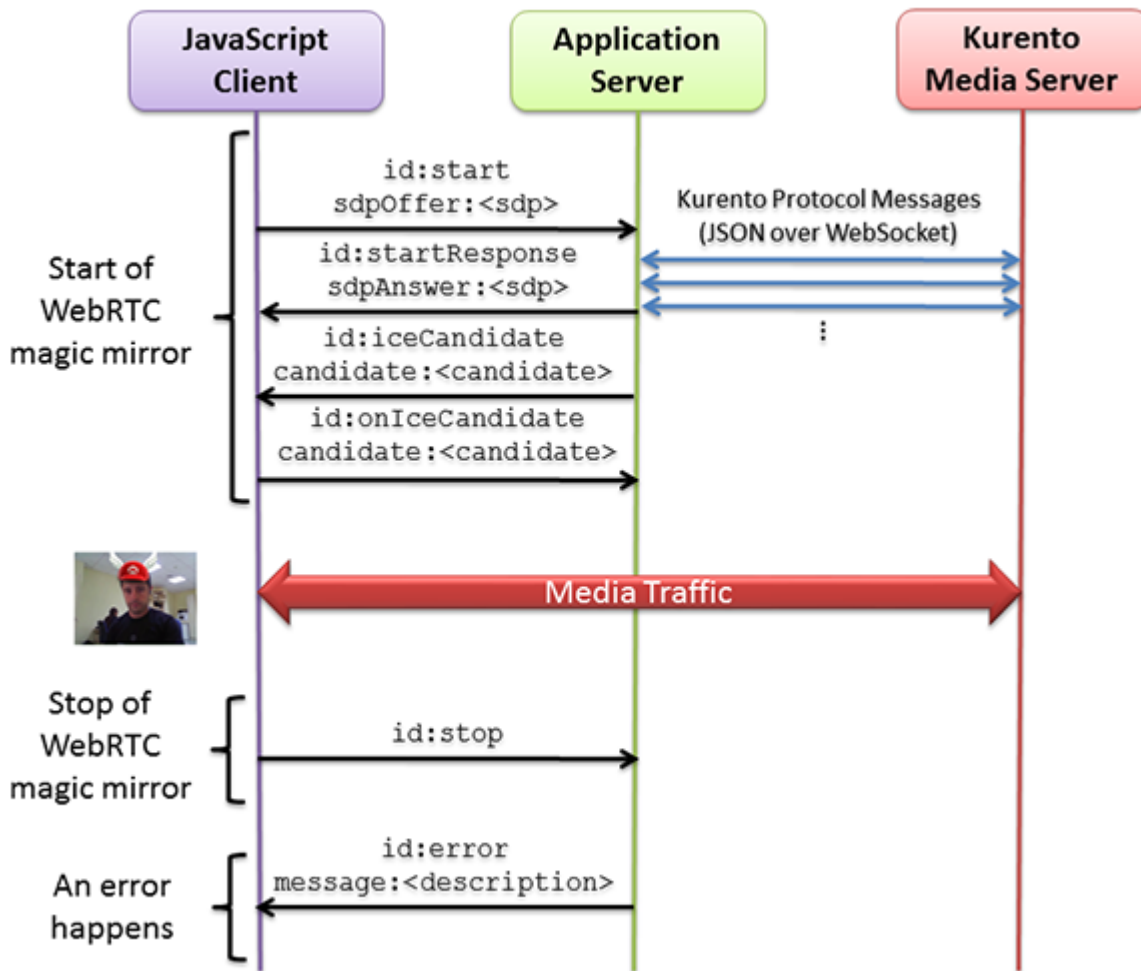 JavaScript
Client
Application
Server
Kurento
Media Server
Start of
WebRTC
magic mirror
id:start
sdpOffer:<sdp>
id:startResponse
sdpAnswer:<sdp>
id:iceCandidate
candidate:<candidate>
id:onIceCandidate
candidate:<candidate>
Kurento Protocol Messages
(JSON over WebSocket)
...
Media Traffic
Stop of
WebRTC
magic mirror
id:stop
An error
happens
id:error
message:<description>